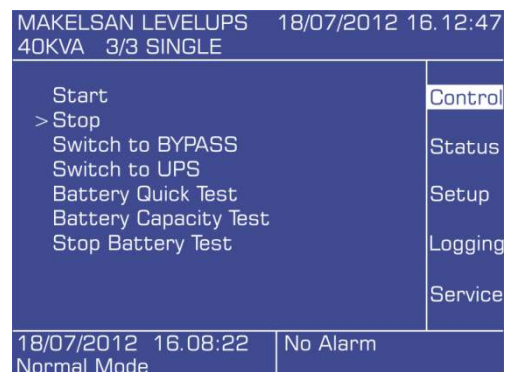 MAKELSAN LEVELUPS 18/07/2012 16.12:47
40KVA 3/3 SINGLE
Start
> Stop
Switch to BYPASS
Switch to UPS
Battery Quick Test
Battery Capacity Test
Stop Battery Test
Control
Status
Setup
Logging
Service
18/07/2012 16.08:22 No Alarm
Normal Mode